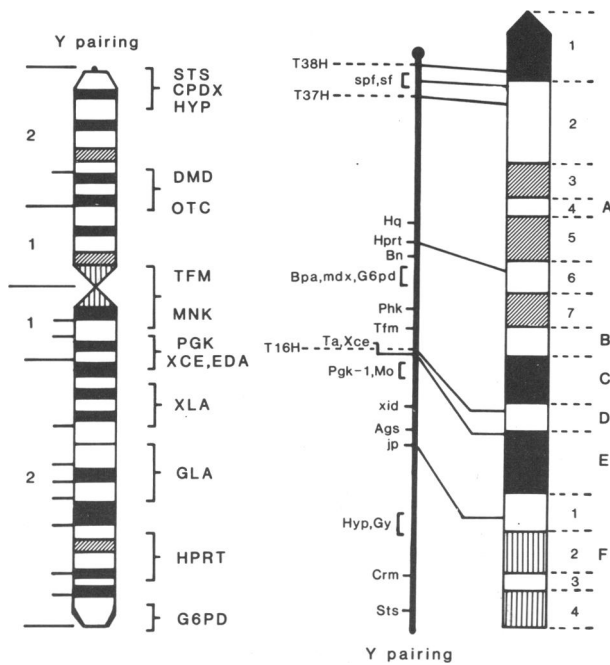 Y pairing
STS
CPDX
HYP
2
DMD
OTC
1
TFM
MNK
1
PGK
XCE,EDA
XLA
2
GLA
HPRT
G6PD
T38H
spf,sf
T37H
Hq
Hprt
Bn
Bpa,mdx,G6pd
Phk
Tfm
T16H
Ta,Xce
Pgk-1,Mo
xid
Ags
jp
Hyp,Gy
Crm
Sts
Y pairing
1
2
3
4 A
5
6
7
B
C
D
E
1
2 F
3
4